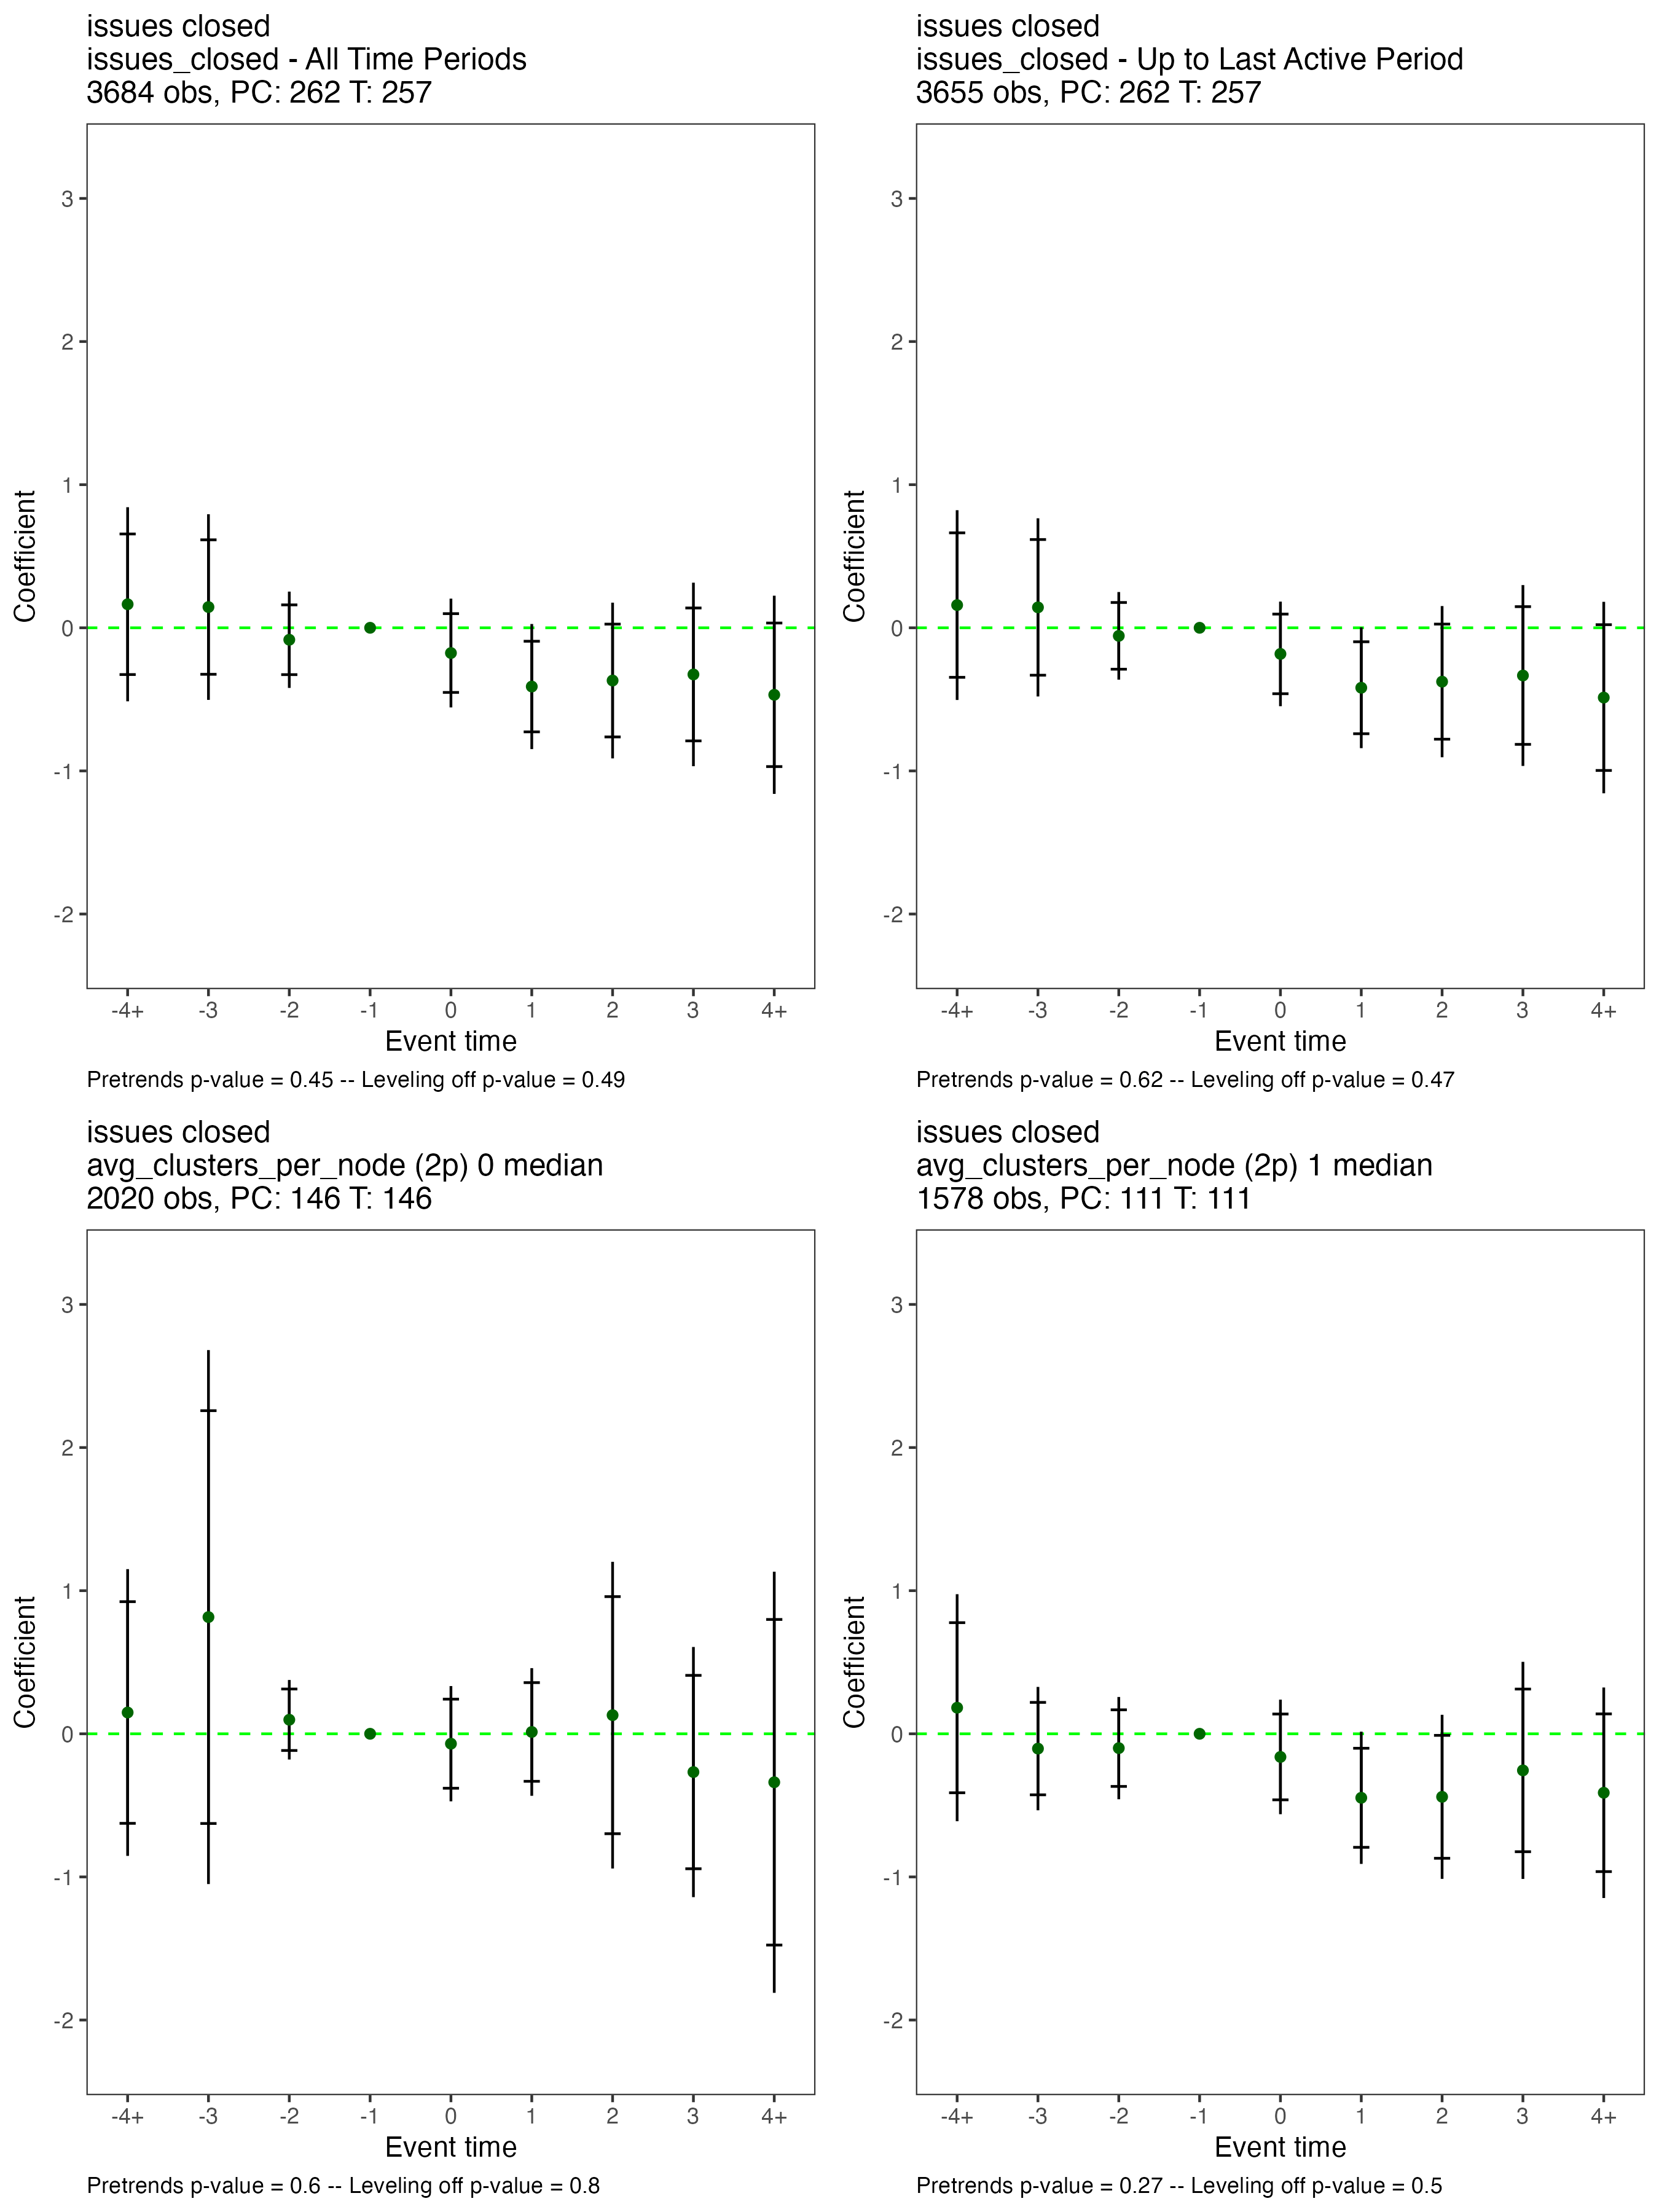 issues closed
issues_closed - All Time Periods
3684 obs, PC: 262 T: 257
3
2
1
0
-1
-2
Coefficient
-4+ -3 -2 -1 0 1 2 3 4+
Event time
Pretrends p-value = 0.45 -- Leveling off p-value = 0.49
issues closed
issues_closed - Up to Last Active Period
3655 obs, PC: 262 T: 257
3
2
1
0
-1
-2
Coefficient
-4+ -3 -2 -1 0 1 2 3 4+
Event time
Pretrends p-value = 0.62 -- Leveling off p-value = 0.47
issues closed
avg_clusters_per_node (2p) 0 median
2020 obs, PC: 146 T: 146
3
2
1
0
-1
-2
Coefficient
-4+ -3 -2 -1 0 1 2 3 4+
Event time
Pretrends p-value = 0.6 -- Leveling off p-value = 0.8
issues closed
avg_clusters_per_node (2p) 1 median
1578 obs, PC: 111 T: 111
3
2
1
0
-1
-2
Coefficient
-4+ -3 -2 -1 0 1 2 3 4+
Event time
Pretrends p-value = 0.27 -- Leveling off p-value = 0.5